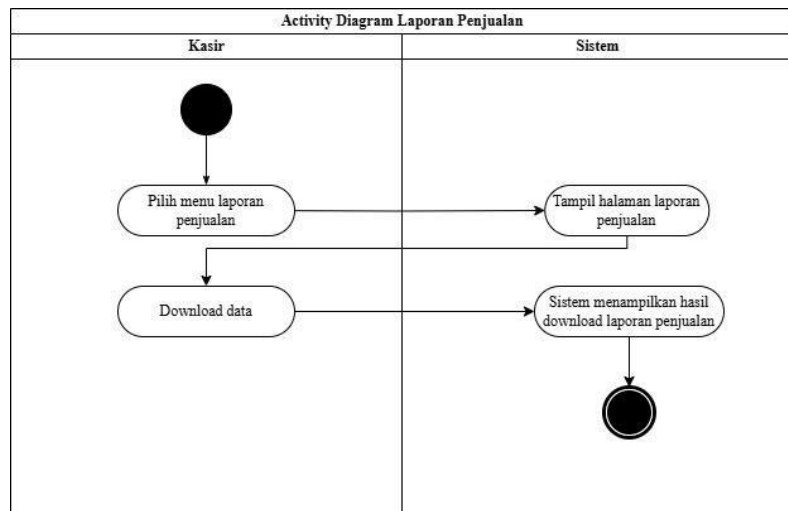 Activity Diagram Laporan Penjualan
Kasir
Sistem
Pilih menu laporan
penjualan
Tampil halaman laporan
penjualan
Download data
Sistem menampilkan hasil
download laporan penjualan